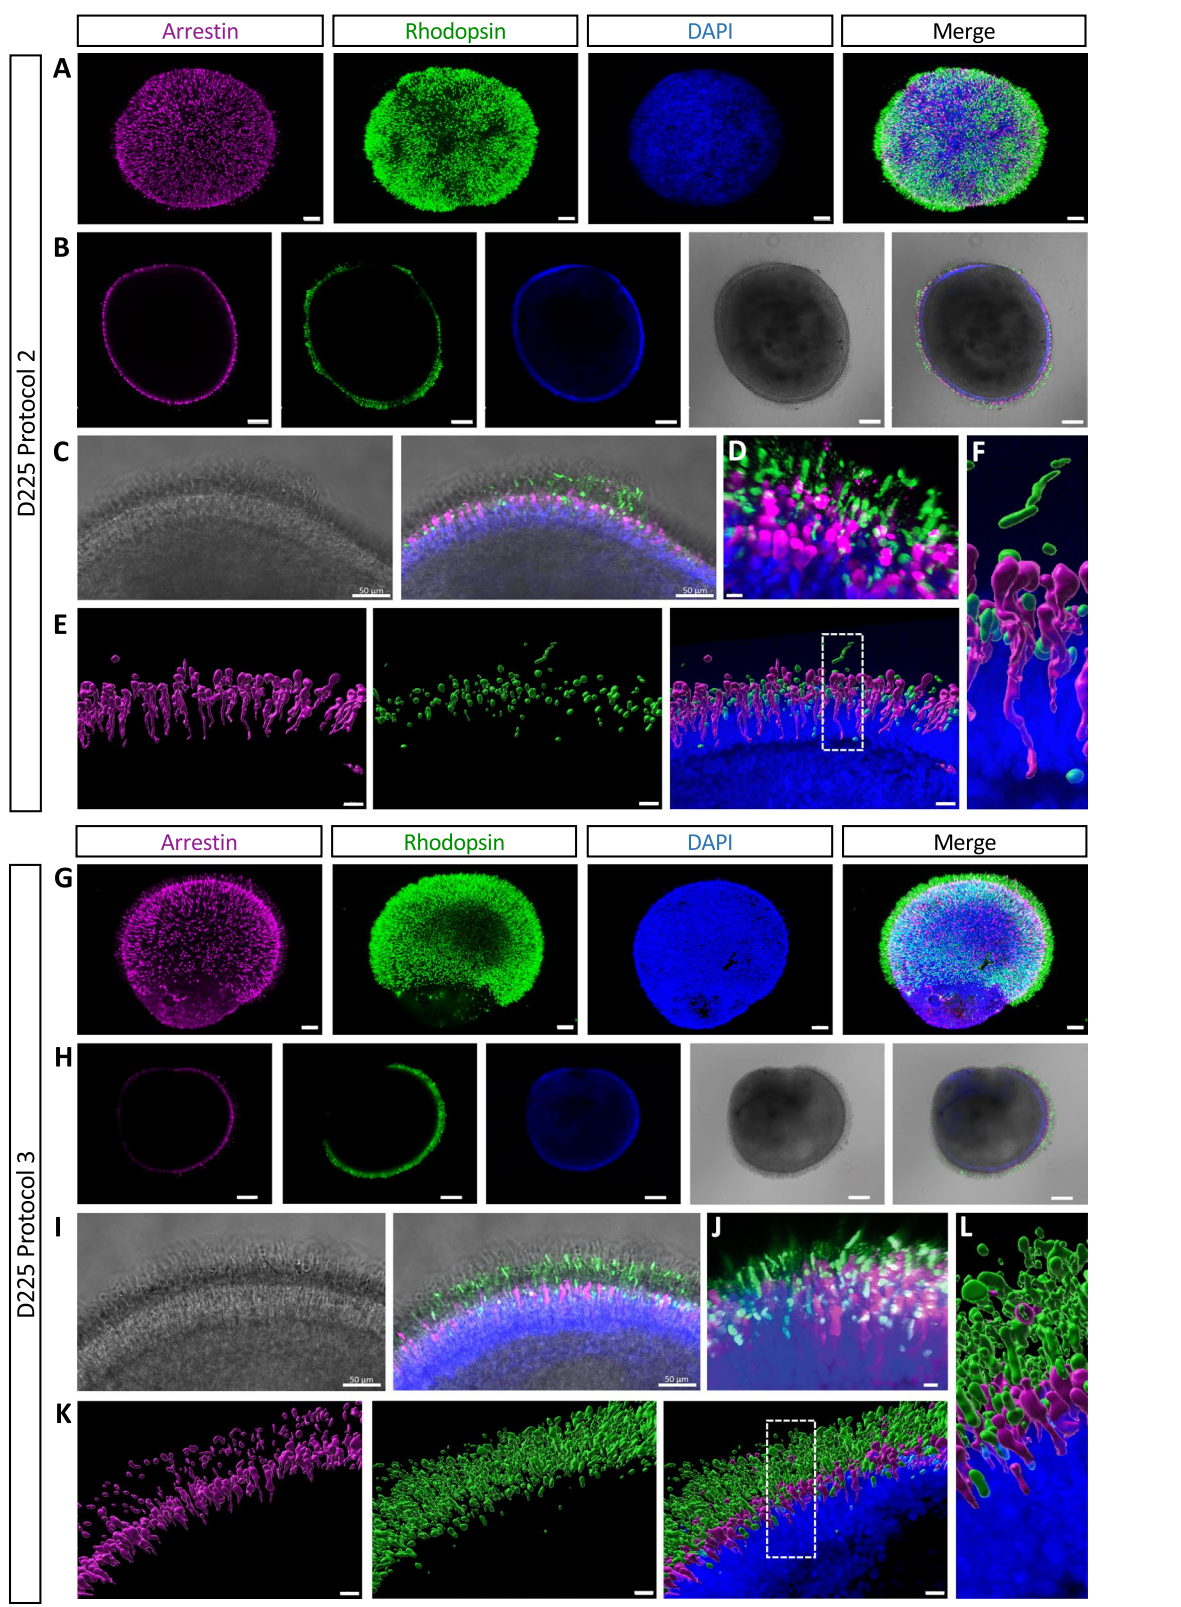 Arrestin
Rhodopsin
DAPI
Merge
D225 Protocol 2
A
B
C
50 µm
50 µm
D
F
E
Arrestin
Rhodopsin
DAPI
Merge
D225 Protocol 3
G
H
I
50 µm
50 µm
J
L
K